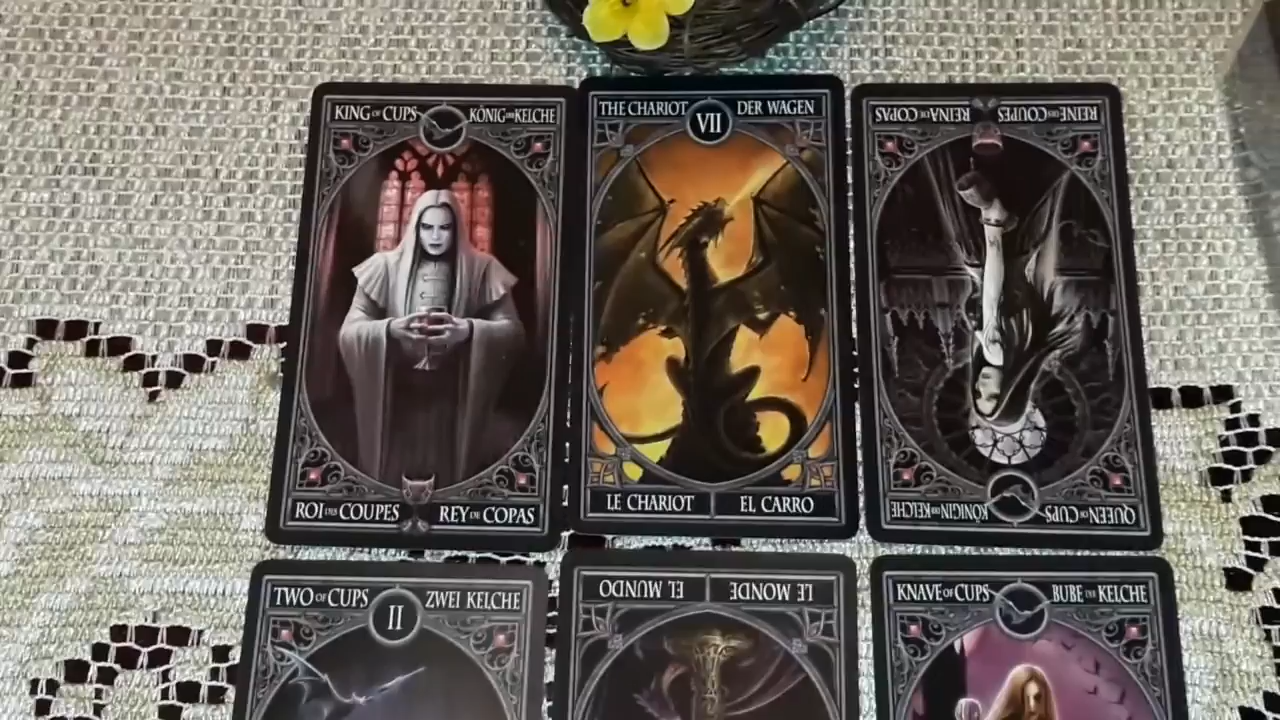 KING OF CUPS KÖNIG DER KELCHE
ROI DES COUPES REY DE COPAS
THE CHARIOT VII DER WAGEN
LE CHARIOT EL CARRO
REINA DE COPAS REINE DES COUPES
KÖNIGIN DER KELCHE QUEEN OF CUPS
TWO OF CUPS II ZWEI KELCHE
EL MUNDO LE MONDE
KNAVE OF CUPS BUBE DER KELCHE